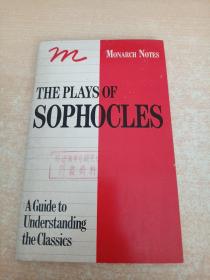 m
MONARCH NOTES
THE PLAYS OF
SOPHOCLES
A Guide to
Understanding
the Classics